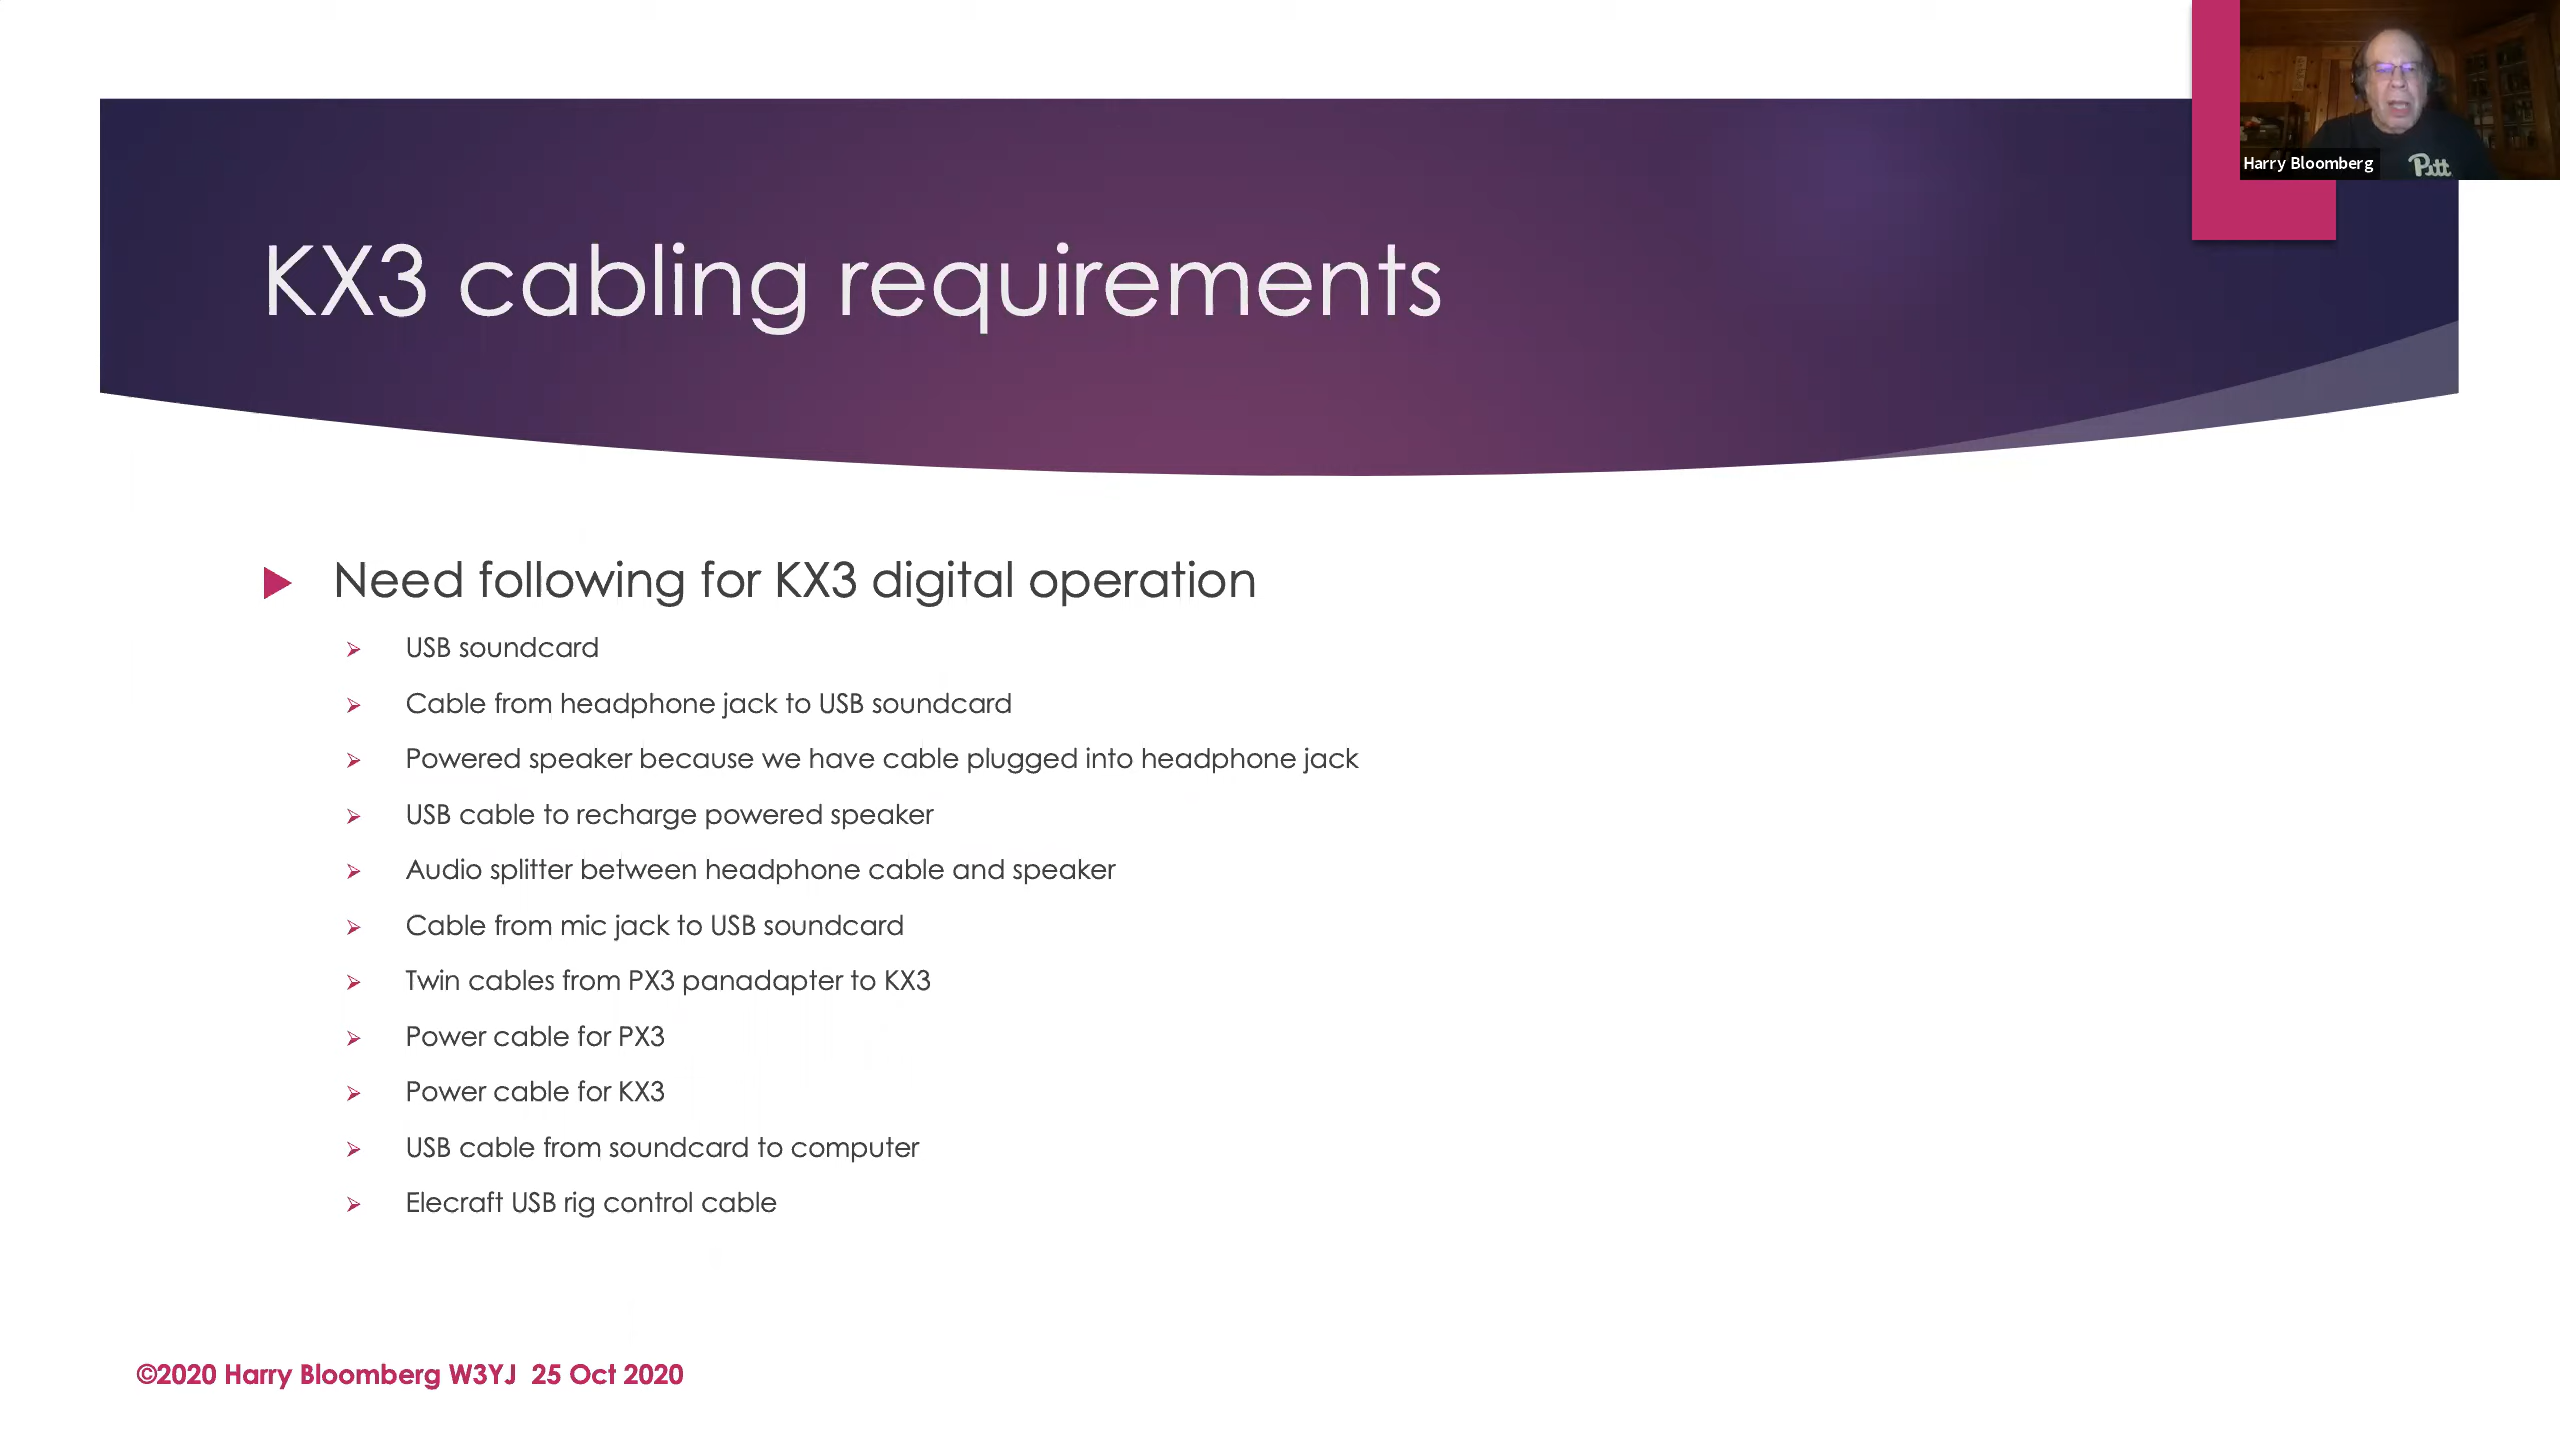 Harry Bloomberg
Pitt
KX3 cabling requirements
Need following for KX3 digital operation
USB soundcard
Cable from headphone jack to USB soundcard
Powered speaker because we have cable plugged into headphone jack
USB cable to recharge powered speaker
Audio splitter between headphone cable and speaker
Cable from mic jack to USB soundcard
Twin cables from PX3 panadapter to KX3
Power cable for PX3
Power cable for KX3
USB cable from soundcard to computer
Elecraft USB rig control cable
©2020 Harry Bloomberg W3YJ  25 Oct 2020